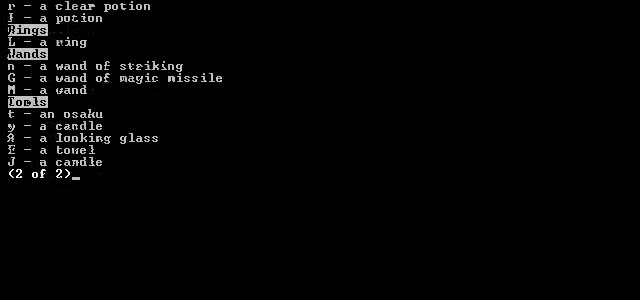 r - a clear potion
I - a potion
Rings
L - a ring
Wands
n - a wand of striking
G - a wand of magic missile
M - a wand
Tools
t - an osaku
y - a candle
A - a looking glass
E - a towel
J - a candle
(2 of 2)